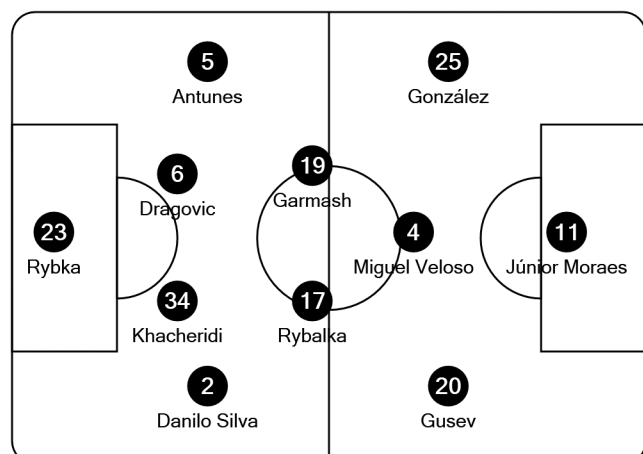 5
Antunes
25
González
6
Dragovic
19
Garmash
23
Rybka
4
Miguel Veloso
11
Júnior Moraes
34
Khacheridi
17
Rybalka
2
Danilo Silva
20
Gusev